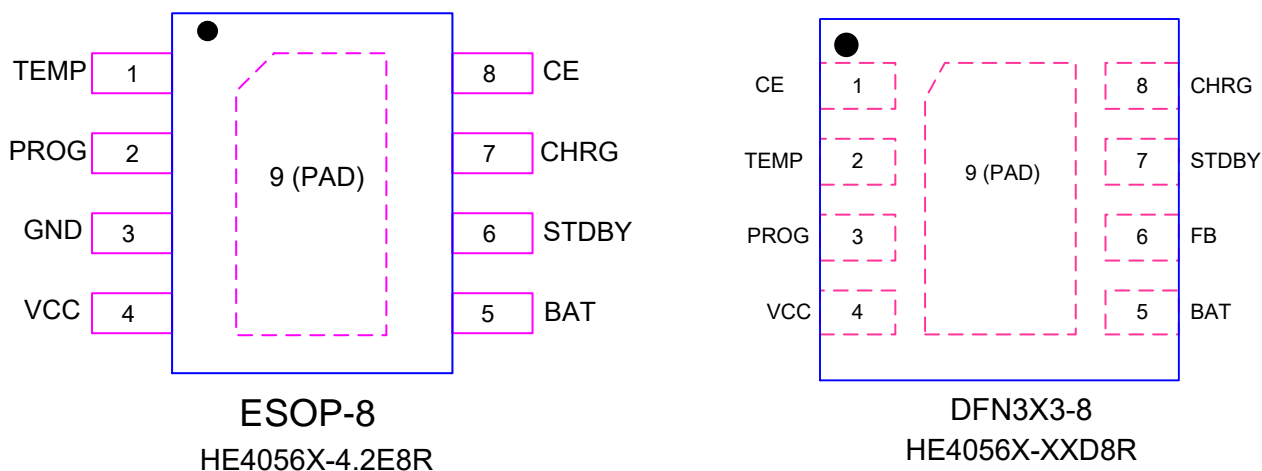 TEMP 1
PROG 2
GND 3
VCC 4
9 (PAD)
8 CE
7 CHRG
6 STDBY
5 BAT
ESOP-8
HE4056X-4.2E8R
CE 1
TEMP 2
PROG 3
VCC 4
9 (PAD)
8 CHRG
7 STDBY
6 FB
5 BAT
DFN3X3-8
HE4056X-XXD8R